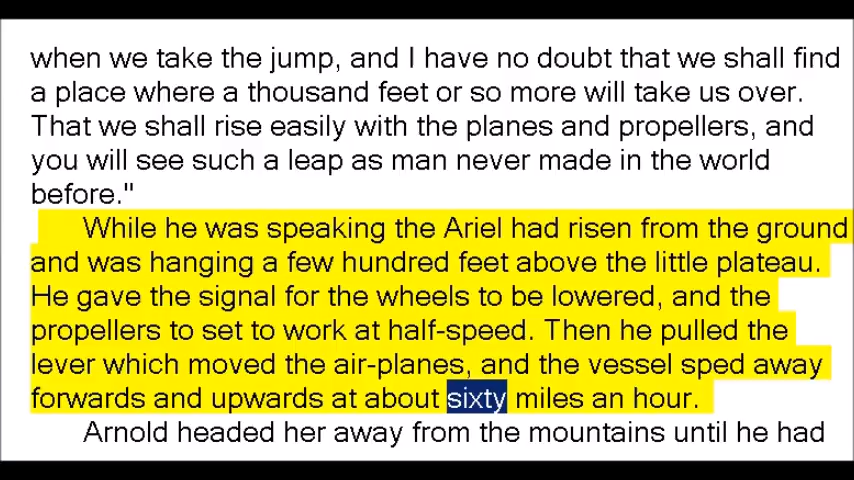 when we take the jump, and I have no doubt that we shall find
a place where a thousand feet or so more will take us over.
That we shall rise easily with the planes and propellers, and
you will see such a leap as man never made in the world
before."
While he was speaking the Ariel had risen from the ground
and was hanging a few hundred feet above the little plateau.
He gave the signal for the wheels to be lowered, and the
propellers to set to work at half-speed. Then he pulled the
lever which moved the air-planes, and the vessel sped away
forwards and upwards at about sixty miles an hour.
Arnold headed her away from the mountains until he had